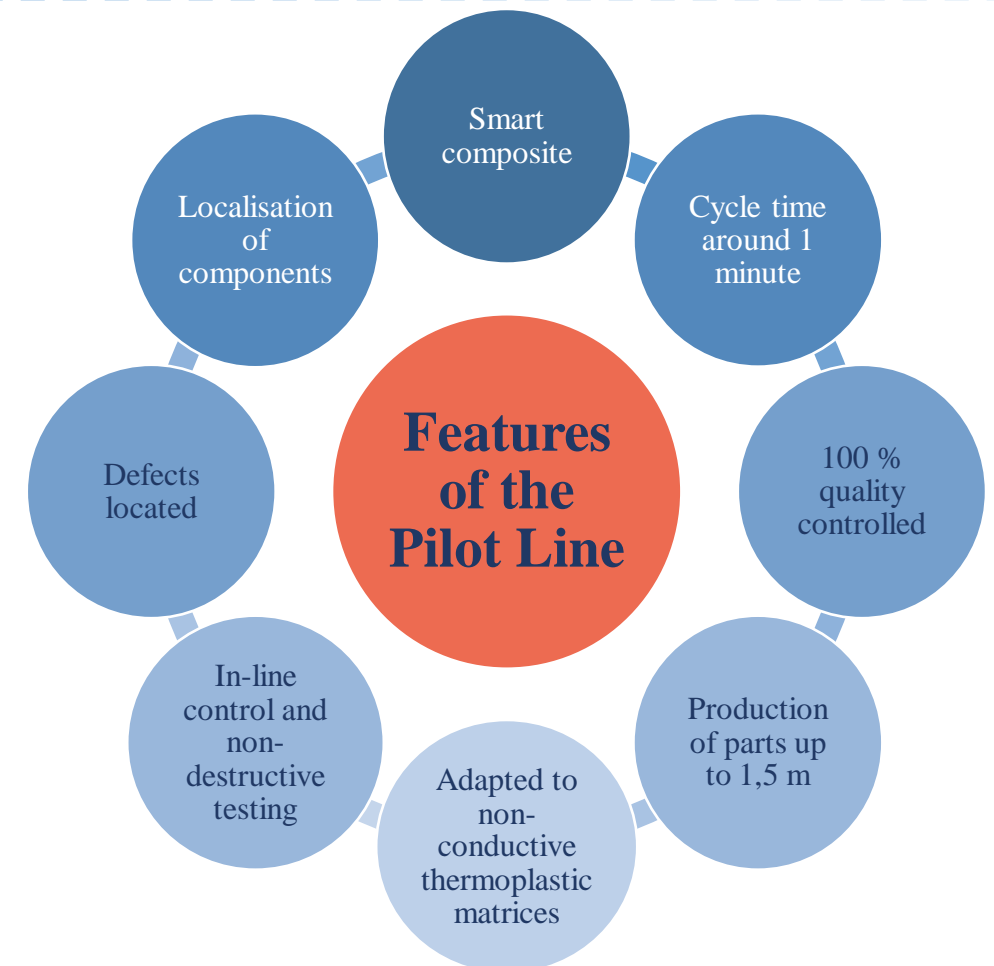 Smart
composite
Cycle time
around 1
minute
100 %
quality
controlled
Production
of parts up
to 1,5 m
Adapted to
non-
conductive
thermoplastic
matrices
In-line
control and
non-
destructive
testing
Defects
located
Localisation
of
components
Features
of the
Pilot Line